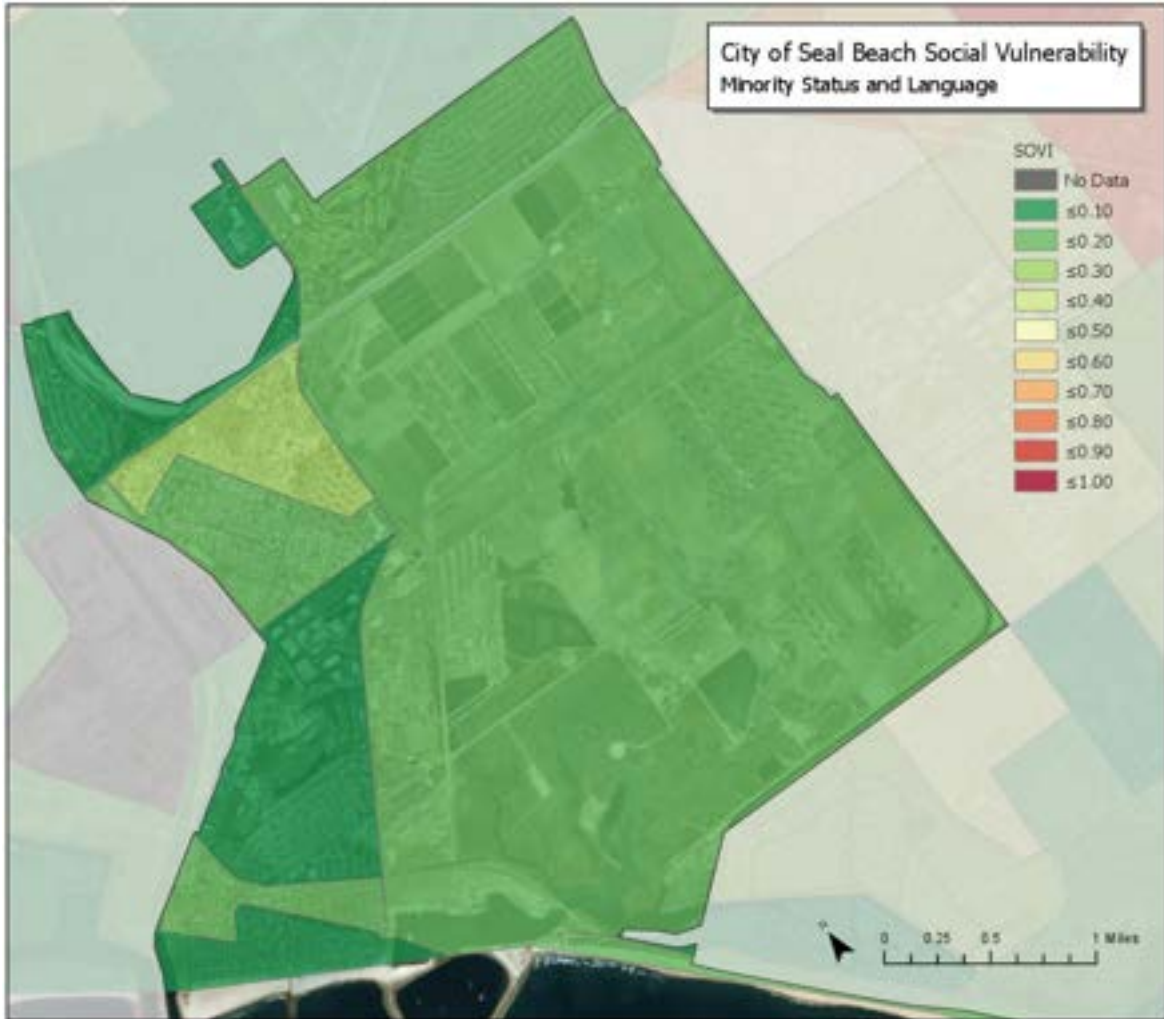 City of Seal Beach Social Vulnerability
Minority Status and Language
SOVI
No Data
≤0.10
≤0.20
≤0.30
≤0.40
≤0.50
≤0.60
≤0.70
≤0.80
≤0.90
≤1.00
0 0.25 0.5 1 Miles